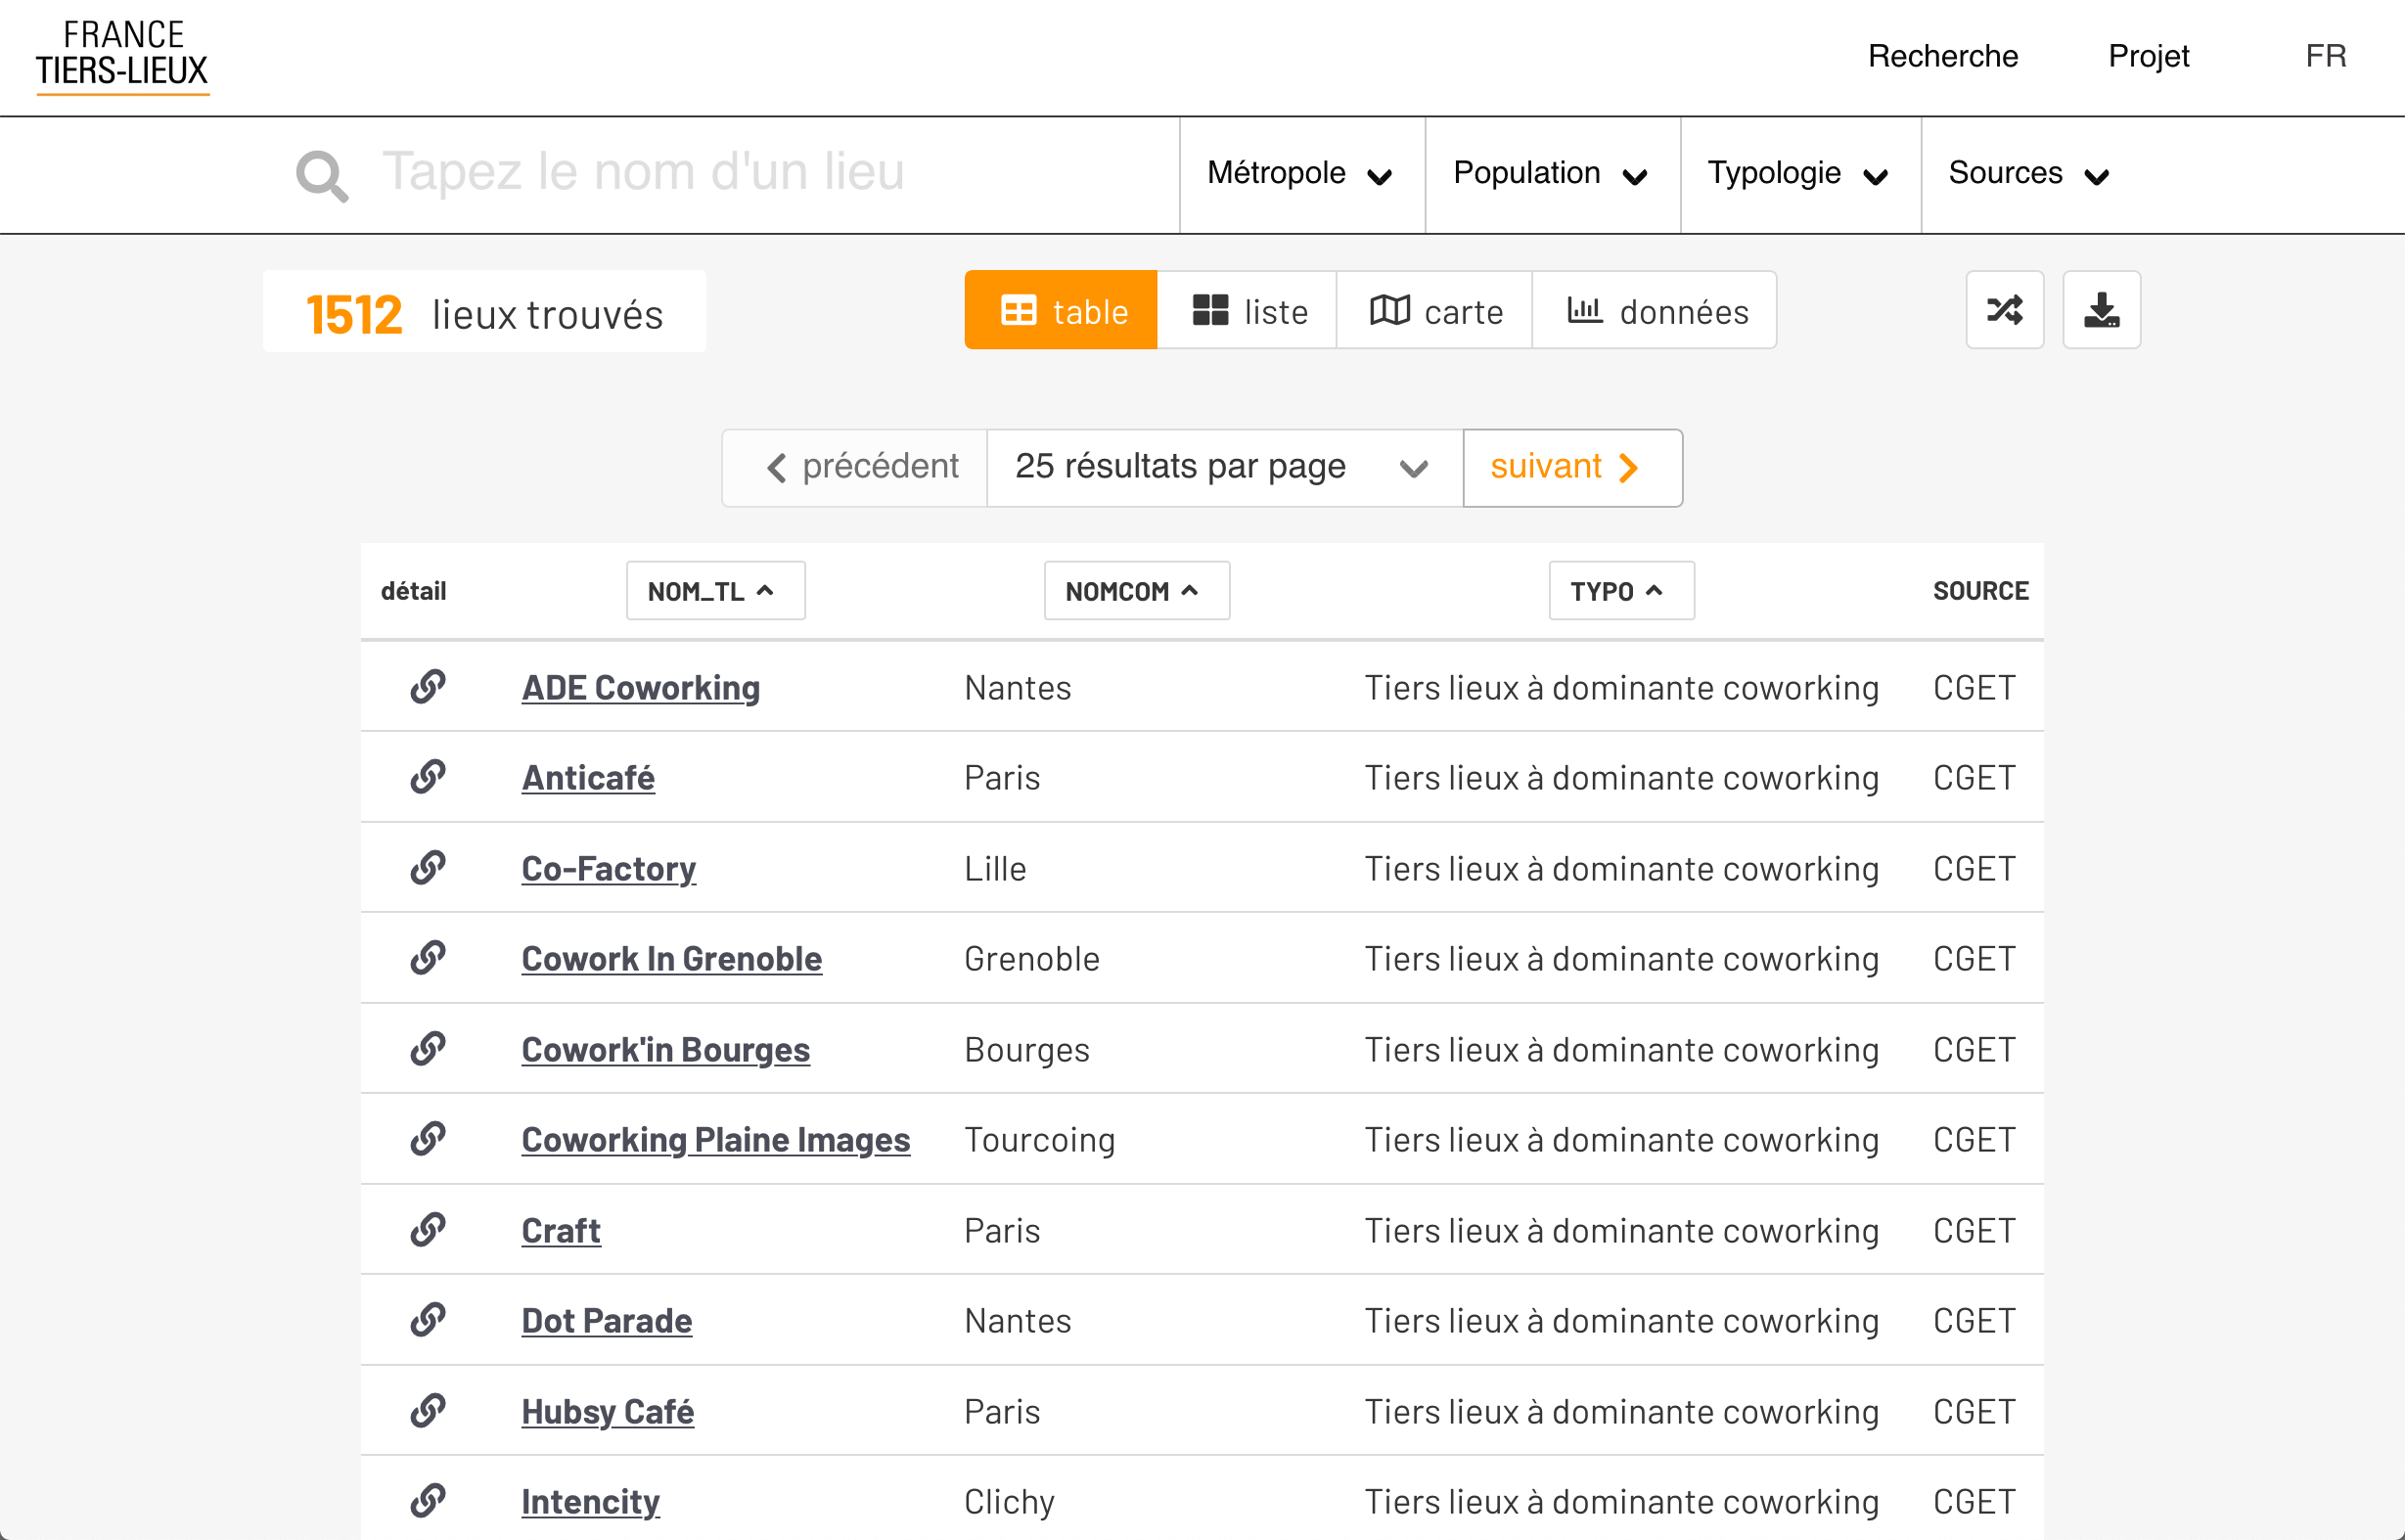 FRANCE
TIERS-LIEUX
Recherche Projet FR
Tapez le nom d'un lieu Métropole Population Typologie Sources
1512 lieux trouvés table liste carte données
précédent 25 résultats par page suivant
détail NOM_TL NOMCOM TYPO SOURCE
ADE Coworking Nantes Tiers lieux à dominante coworking CGET
Anticafé Paris Tiers lieux à dominante coworking CGET
Co-Factory Lille Tiers lieux à dominante coworking CGET
Cowork In Grenoble Grenoble Tiers lieux à dominante coworking CGET
Cowork'in Bourges Bourges Tiers lieux à dominante coworking CGET
Coworking Plaine Images Tourcoing Tiers lieux à dominante coworking CGET
Craft Paris Tiers lieux à dominante coworking CGET
Dot Parade Nantes Tiers lieux à dominante coworking CGET
Hubsy Café Paris Tiers lieux à dominante coworking CGET
Intencity Clichy Tiers lieux à dominante coworking CGET